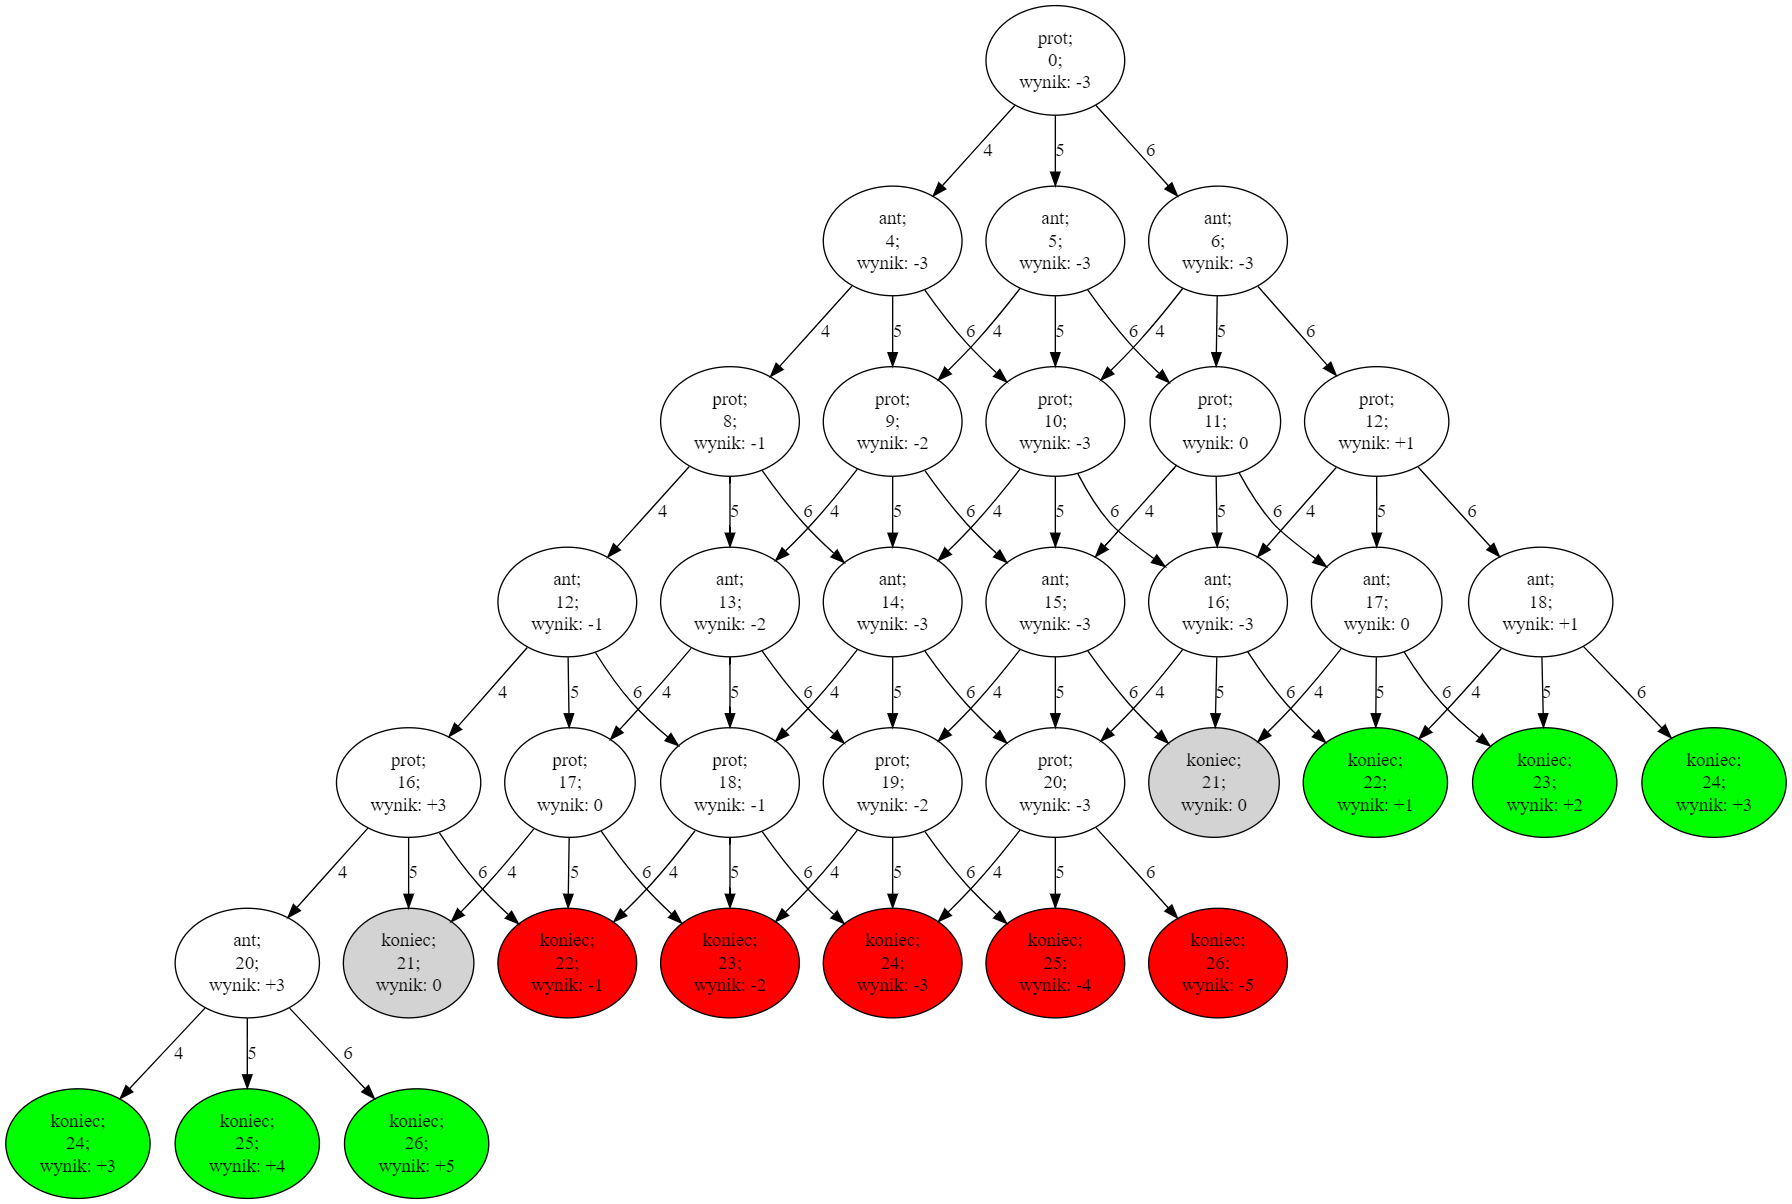 prot;
0;
wynik: -3
4
5
6
ant;
4;
wynik: -3
ant;
5;
wynik: -3
ant;
6;
wynik: -3
4
5
6
4
5
6
4
5
6
prot;
8;
wynik: -1
prot;
9;
wynik: -2
prot;
10;
wynik: -3
prot;
11;
wynik: 0
prot;
12;
wynik: +1
4
5
6
4
5
6
4
5
6
4
5
6
4
5
6
ant;
12;
wynik: -1
ant;
13;
wynik: -2
ant;
14;
wynik: -3
ant;
15;
wynik: -3
ant;
16;
wynik: -3
ant;
17;
wynik: 0
ant;
18;
wynik: +1
4
5
6
4
5
6
4
5
6
4
5
6
4
5
6
4
5
6
4
5
6
prot;
16;
wynik: +3
prot;
17;
wynik: 0
prot;
18;
wynik: -1
prot;
19;
wynik: -2
prot;
20;
wynik: -3
koniec;
21;
wynik: 0
koniec;
22;
wynik: +1
koniec;
23;
wynik: +2
koniec;
24;
wynik: +3
4
5
6
4
5
6
4
5
6
4
5
6
4
5
6
ant;
20;
wynik: +3
koniec;
21;
wynik: 0
koniec;
22;
wynik: -1
koniec;
23;
wynik: -2
koniec;
24;
wynik: -3
koniec;
25;
wynik: -4
koniec;
26;
wynik: -5
4
5
6
koniec;
24;
wynik: +3
koniec;
25;
wynik: +4
koniec;
26;
wynik: +5